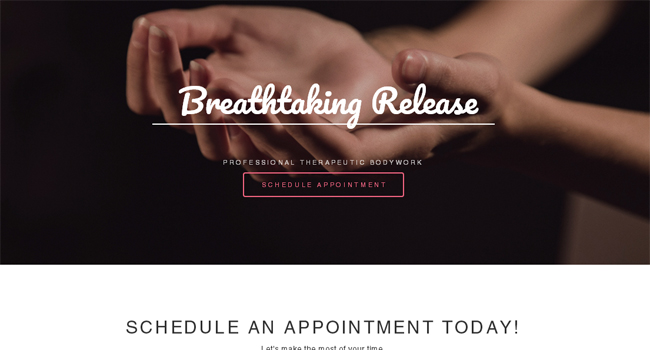 Breathtaking Release
PROFESSIONAL THERAPEUTIC BODYWORK
SCHEDULE APPOINTMENT
SCHEDULE AN APPOINTMENT TODAY!
Let's make the most of your time